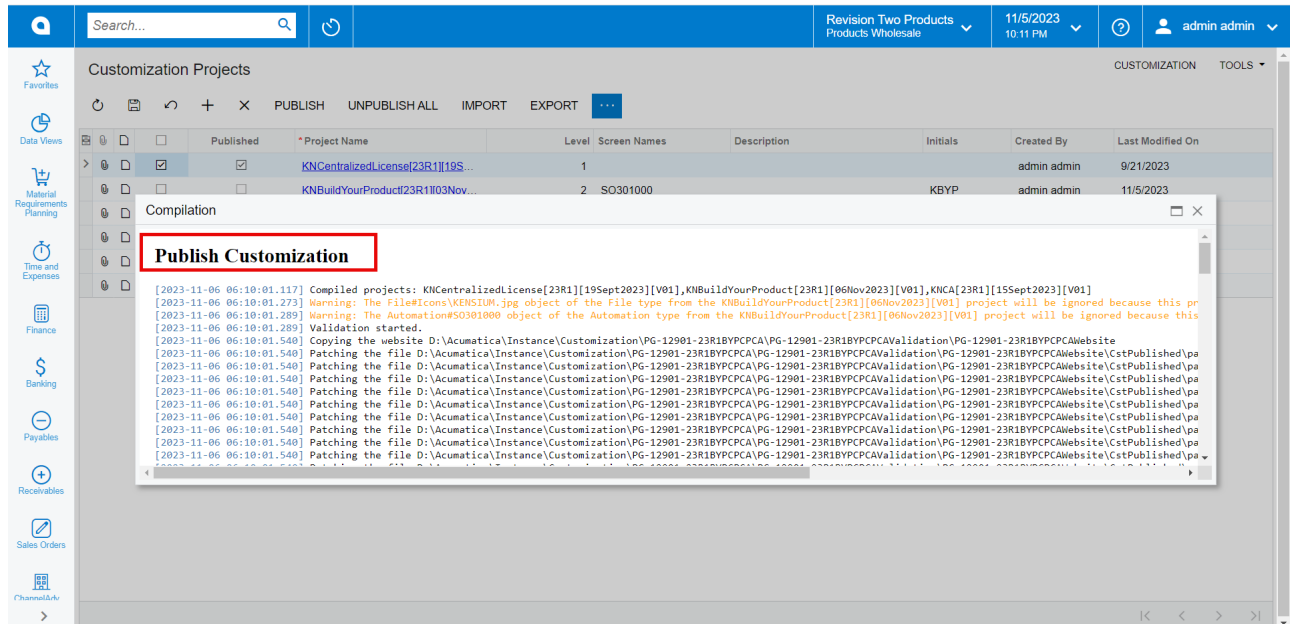 Search...
Revision Two Products
Products Wholesale
11/5/2023
10:11 PM
admin admin
Favorites
Data Views
Material
Requirements
Planning
Time and
Expenses
Finance
Banking
Payables
Receivables
Sales Orders
ChannelAdv
Customization Projects
CUSTOMIZATION TOOLS
PUBLISH UNPUBLISH ALL IMPORT EXPORT ...
Published *Project Name Level Screen Names Description Initials Created By Last Modified On
KNCentralizedLicense[23R1][19S... 1 admin admin 9/21/2023
KNBuildYourProduct[23R1][03Nov... 2 SO301000 KBYP admin admin 11/5/2023
Compilation
Publish Customization
[2023-11-06 06:10:01.117] Compiled projects: KNCentralizedLicense[23R1][19Sept2023][V01],KNBuildYourProduct[23R1][06Nov2023][V01],KNCA[23R1][15Sept2023][V01]
[2023-11-06 06:10:01.273] Warning: The File#Icons\KENSIUM.jpg object of the File type from the KNBuildYourProduct[23R1][06Nov2023][V01] project will be ignored because this pr
[2023-11-06 06:10:01.289] Warning: The Automation#SO301000 object of the Automation type from the KNBuildYourProduct[23R1][06Nov2023][V01] project will be ignored because this
[2023-11-06 06:10:01.289] Validation started.
[2023-11-06 06:10:01.540] Copying the website D:\Acumatica\Instance\Customization\PG-12901-23R1BYPCPCA\PG-12901-23R1BYPCPCAValidation\PG-12901-23R1BYPCPCAWebsite
[2023-11-06 06:10:01.540] Patching the file D:\Acumatica\Instance\Customization\PG-12901-23R1BYPCPCA\PG-12901-23R1BYPCPCAValidation\PG-12901-23R1BYPCPCAWebsite\CstPublished\pa
[2023-11-06 06:10:01.540] Patching the file D:\Acumatica\Instance\Customization\PG-12901-23R1BYPCPCA\PG-12901-23R1BYPCPCAValidation\PG-12901-23R1BYPCPCAWebsite\CstPublished\pa
[2023-11-06 06:10:01.540] Patching the file D:\Acumatica\Instance\Customization\PG-12901-23R1BYPCPCA\PG-12901-23R1BYPCPCAValidation\PG-12901-23R1BYPCPCAWebsite\CstPublished\pa
[2023-11-06 06:10:01.540] Patching the file D:\Acumatica\Instance\Customization\PG-12901-23R1BYPCPCA\PG-12901-23R1BYPCPCAValidation\PG-12901-23R1BYPCPCAWebsite\CstPublished\pa
[2023-11-06 06:10:01.540] Patching the file D:\Acumatica\Instance\Customization\PG-12901-23R1BYPCPCA\PG-12901-23R1BYPCPCAValidation\PG-12901-23R1BYPCPCAWebsite\CstPublished\pa
[2023-11-06 06:10:01.540] Patching the file D:\Acumatica\Instance\Customization\PG-12901-23R1BYPCPCA\PG-12901-23R1BYPCPCAValidation\PG-12901-23R1BYPCPCAWebsite\CstPublished\pa
[2023-11-06 06:10:01.540] Patching the file D:\Acumatica\Instance\Customization\PG-12901-23R1BYPCPCA\PG-12901-23R1BYPCPCAValidation\PG-12901-23R1BYPCPCAWebsite\CstPublished\pa
[2023-11-06 06:10:01.540] Patching the file D:\Acumatica\Instance\Customization\PG-12901-23R1BYPCPCA\PG-12901-23R1BYPCPCAValidation\PG-12901-23R1BYPCPCAWebsite\CstPublished\pa
[2023-11-06 06:10:01.540] Patching the file D:\Acumatica\Instance\Customization\PG-12901-23R1BYPCPCA\PG-12901-23R1BYPCPCAValidation\PG-12901-23R1BYPCPCAWebsite\CstPublished\pa